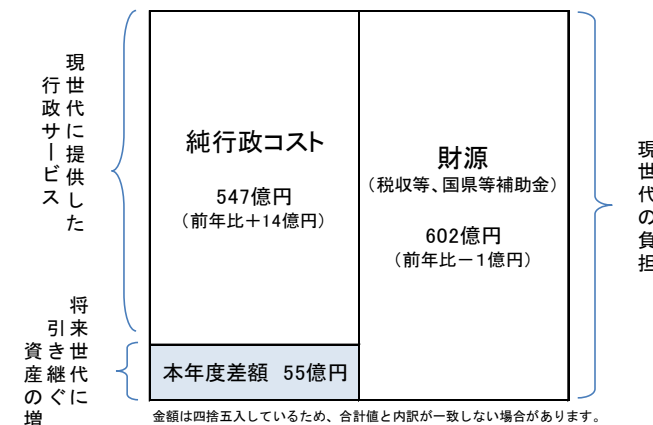 現世代に提供した
行政サービス
純行政コスト
547億円
（前年比＋14億円）
財源
（税収等、国県等補助金）
602億円
（前年比－１億円）
現世代の負担
将来世代に
引き継ぐ
資産の増
本年度差額 55億円
金額は四捨五入しているため、合計値と内訳が一致しない場合があります。